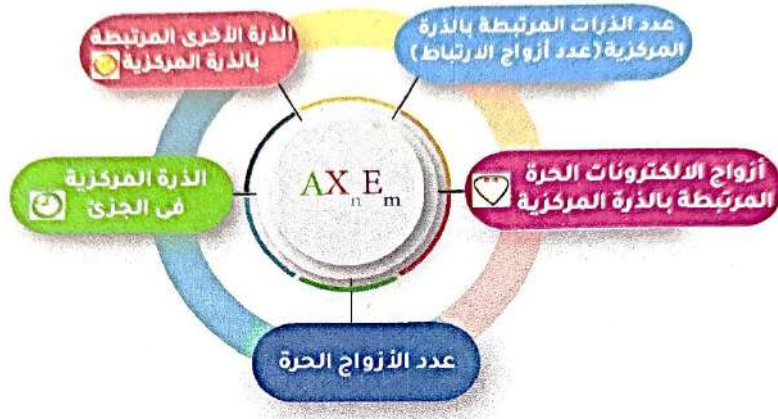 عدد الذرات المرتبطة بالذرة
المركزية (عدد أزواج الارتباط)
الذرة الأخرى المرتبطة
بالذرة المركزية
أزواج الالكترونات الحرة
المرتبطة بالذرة المركزية
AXnEm
الذرة المركزية
فى الجزئ
عدد الأزواج الحرة